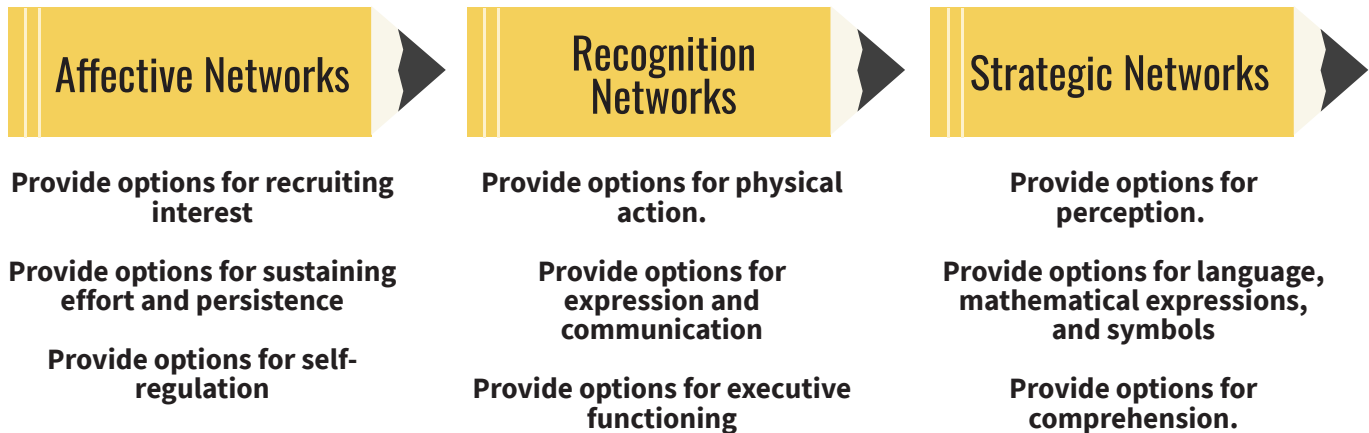 Affective Networks
Provide options for recruiting
interest
Provide options for sustaining
effort and persistence
Provide options for self-
regulation
Recognition
Networks
Provide options for physical
action.
Provide options for
expression and
communication
Provide options for executive
functioning
Strategic Networks
Provide options for
perception.
Provide options for language,
mathematical expressions,
and symbols
Provide options for
comprehension.